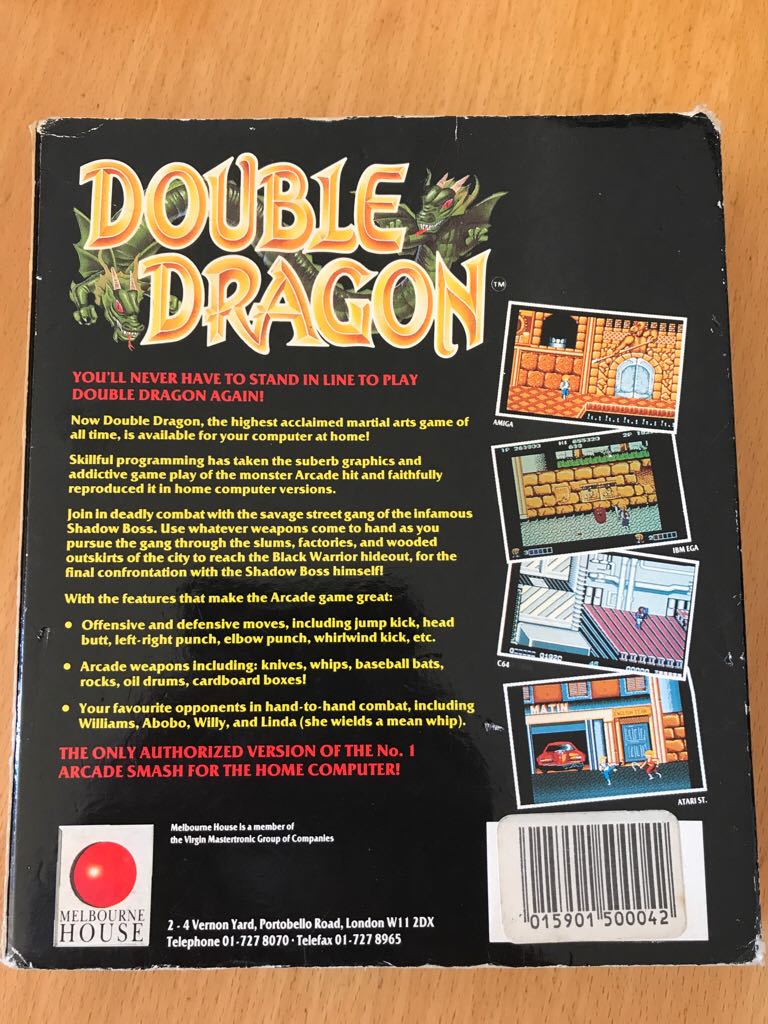 DOUBLE
DRAGON
TM
YOU'LL NEVER HAVE TO STAND IN LINE TO PLAY
DOUBLE DRAGON AGAIN!
Now Double Dragon, the highest acclaimed martial arts game of
all time, is available for your computer at home!
Skillful programming has taken the suberb graphics and
addictive game play of the monster Arcade hit and faithfully
reproduced it in home computer versions.
Join in deadly combat with the savage street gang of the infamous
Shadow Boss. Use whatever weapons come to hand as you
pursue the gang through the slums, factories, and wooded
outskirts of the city to reach the Black Warrior hideout, for the
final confrontation with the Shadow Boss himself!
With the features that make the Arcade game great:
• Offensive and defensive moves, including jump kick, head
butt, left-right punch, elbow punch, whirlwind kick, etc.
• Arcade weapons including: knives, whips, baseball bats,
rocks, oil drums, cardboard boxes!
• Your favourite opponents in hand-to-hand combat, including
Williams, Abobo, Willy, and Linda (she wields a mean whip).
THE ONLY AUTHORIZED VERSION OF THE No. 1
ARCADE SMASH FOR THE HOME COMPUTER!
AMIGA
IBM EGA
C64
MATIN
ATARI ST.
Melbourne House is a member of
the Virgin Mastertronic Group of Companies
MELBOURNE
HOUSE
2 - 4 Vernon Yard, Portobello Road, London W11 2DX
Telephone 01-727 8070 · Telefax 01-727 8965
015901 500042